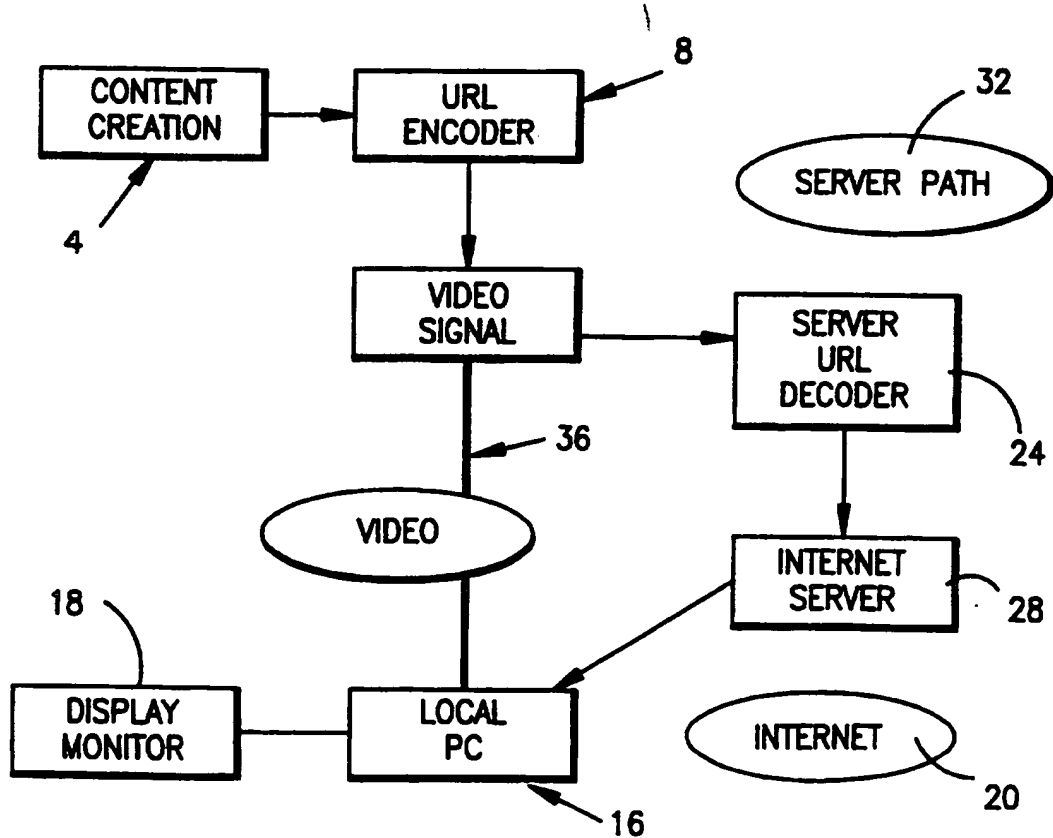 8
CONTENT
CREATION
URL
ENCODER
32
SERVER PATH
4
VIDEO
SIGNAL
SERVER
URL
DECODER
36
24
VIDEO
INTERNET
SERVER
18
28
DISPLAY
MONITOR
LOCAL
PC
INTERNET
20
16